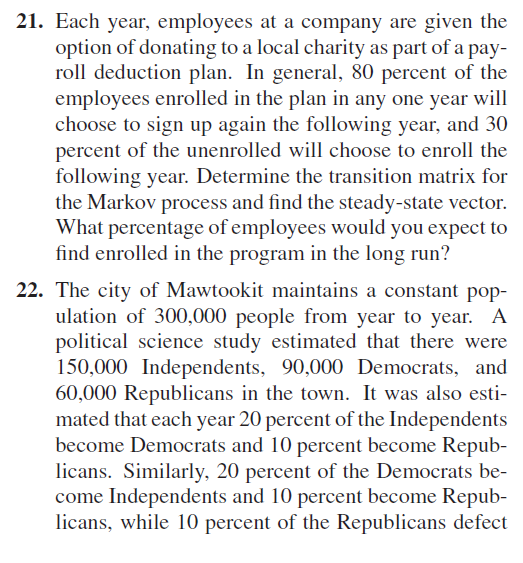 21. Each year, employees at a company are given the
option of donating to a local charity as part of a pay-
roll deduction plan. In general, 80 percent of the
employees enrolled in the plan in any one year will
choose to sign up again the following year, and 30
percent of the unenrolled will choose to enroll the
following year. Determine the transition matrix for
the Markov process and find the steady-state vector.
What percentage of employees would you expect to
find enrolled in the program in the long run?
22. The city of Mawtookit maintains a constant pop-
ulation of 300,000 people from year to year. A
political science study estimated that there were
150,000 Independents, 90,000 Democrats, and
60,000 Republicans in the town. It was also esti-
mated that each year 20 percent of the Independents
become Democrats and 10 percent become Repub-
licans. Similarly, 20 percent of the Democrats be-
come Independents and 10 percent become Repub-
licans, while 10 percent of the Republicans defect